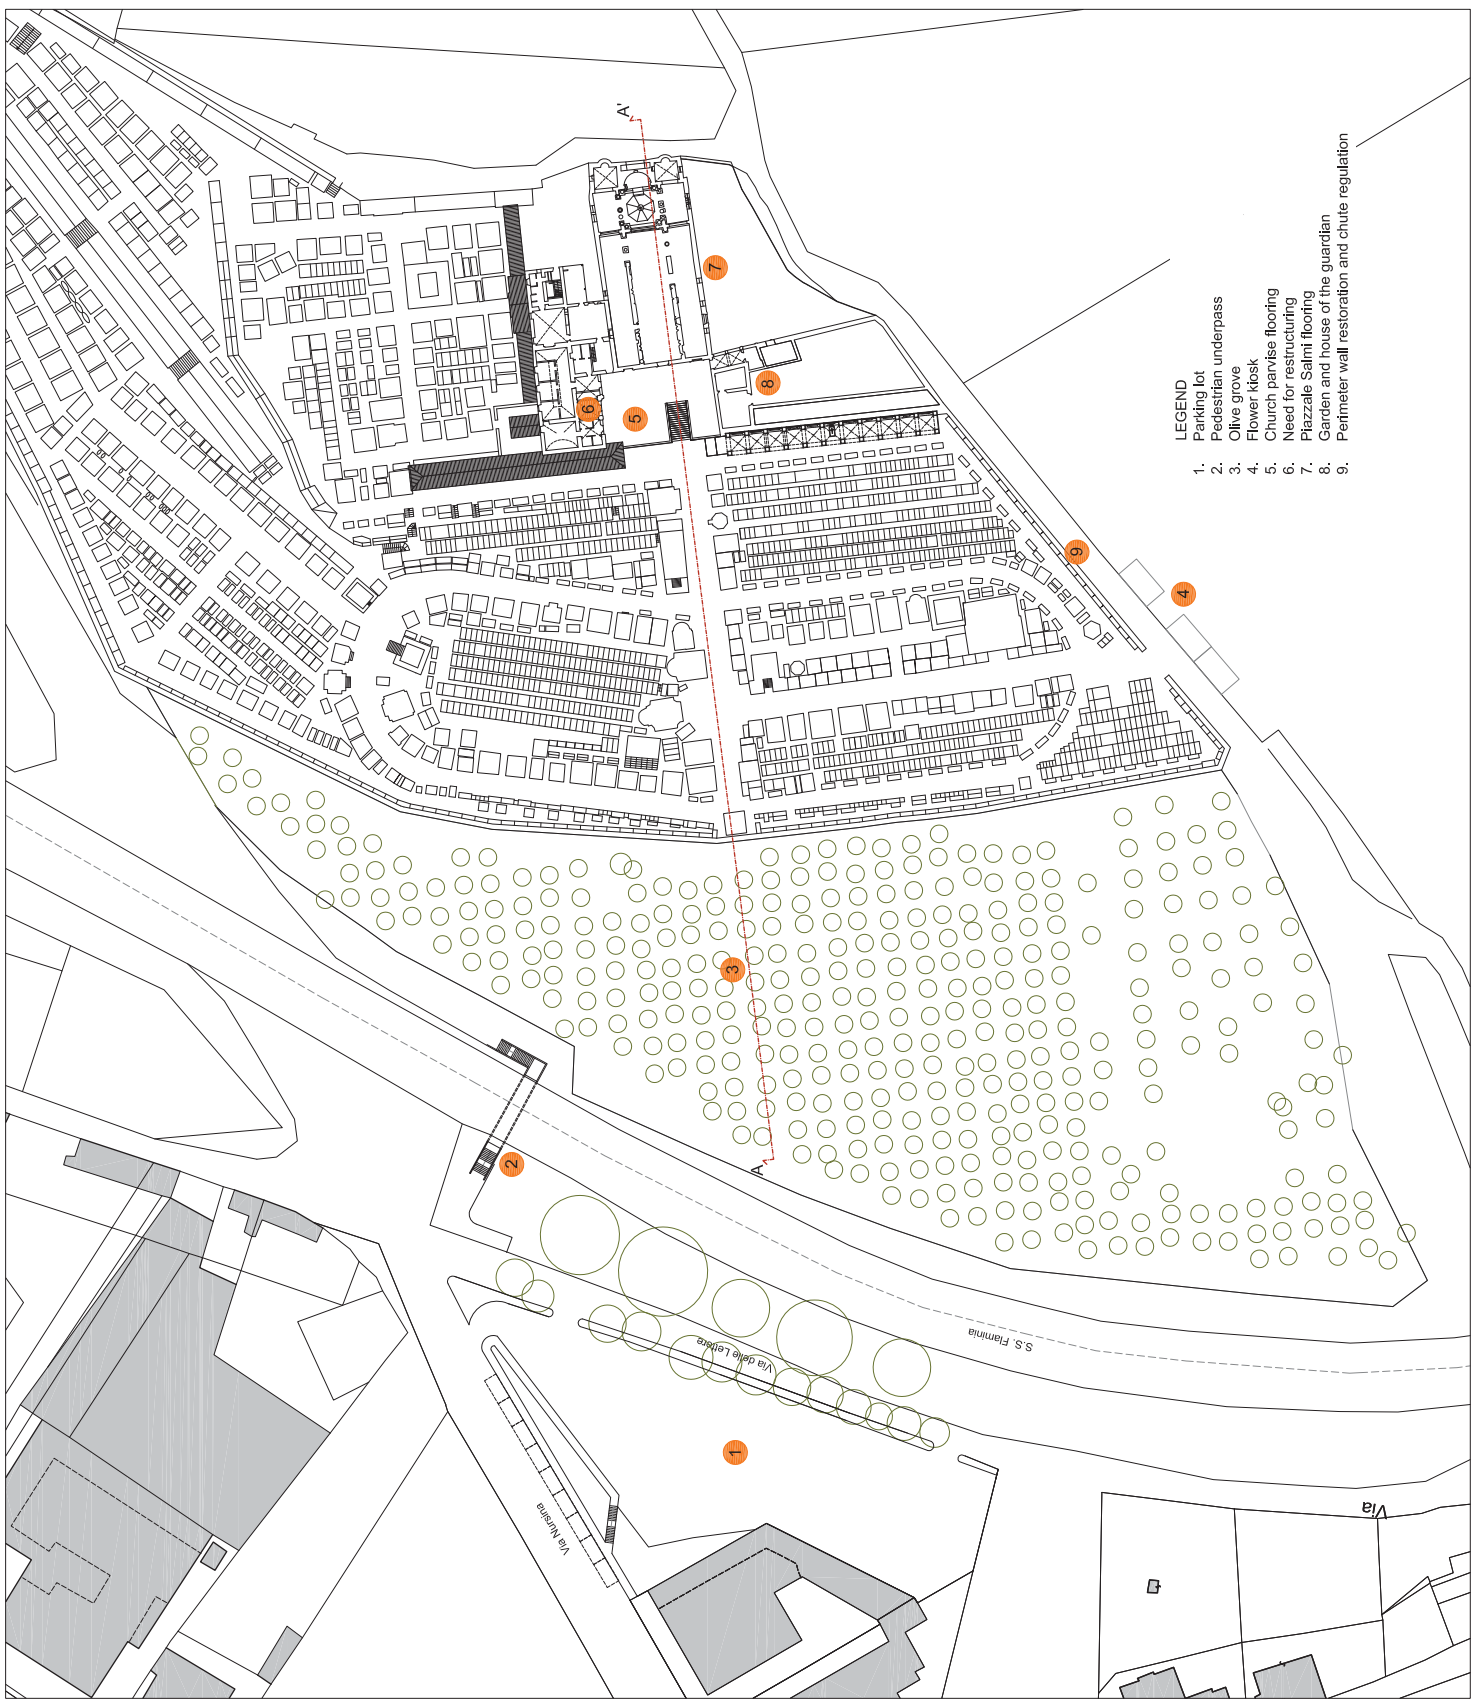 LEGEND
1. Parking lot
2. Pedestrian underpass
3. Olive grove
4. Flower kiosk
5. Church parvise flooring
6. Need for restructuring
7. Piazzale Salmi flooring
8. Garden and house of the guardian
9. Perimeter wall restoration and chute regulation
A'
7
8
6
5
9
4
3
A
2
1
S.S. Flaminia
Via delle Lettere
Via Nursina
Via